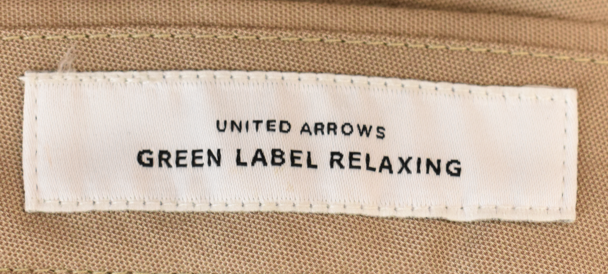 UNITED ARROWS
GREEN LABEL RELAXING